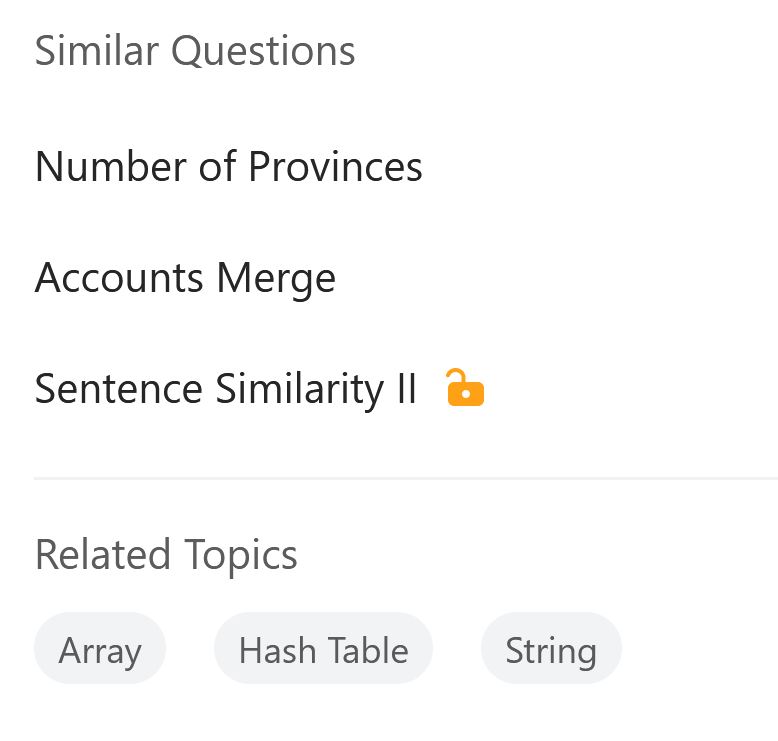 Similar Questions
Number of Provinces
Accounts Merge
Sentence Similarity II
Related Topics
Array Hash Table String